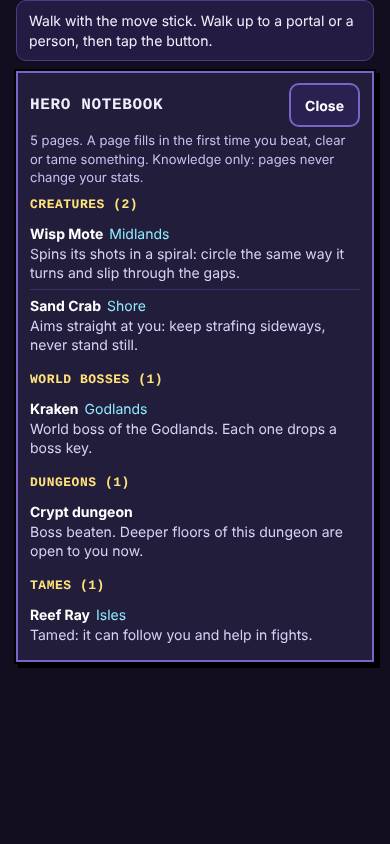 Walk with the move stick. Walk up to a portal or a
person, then tap the button.
HERO NOTEBOOK
Close
5 pages. A page fills in the first time you beat, clear
or tame something. Knowledge only: pages never
change your stats.
CREATURES (2)
Wisp Mote Midlands
Spins its shots in a spiral: circle the same way it
turns and slip through the gaps.
Sand Crab Shore
Aims straight at you: keep strafing sideways,
never stand still.
WORLD BOSSES (1)
Kraken Godlands
World boss of the Godlands. Each one drops a
boss key.
DUNGEONS (1)
Crypt dungeon
Boss beaten. Deeper floors of this dungeon are
open to you now.
TAMES (1)
Reef Ray Isles
Tamed: it can follow you and help in fights.